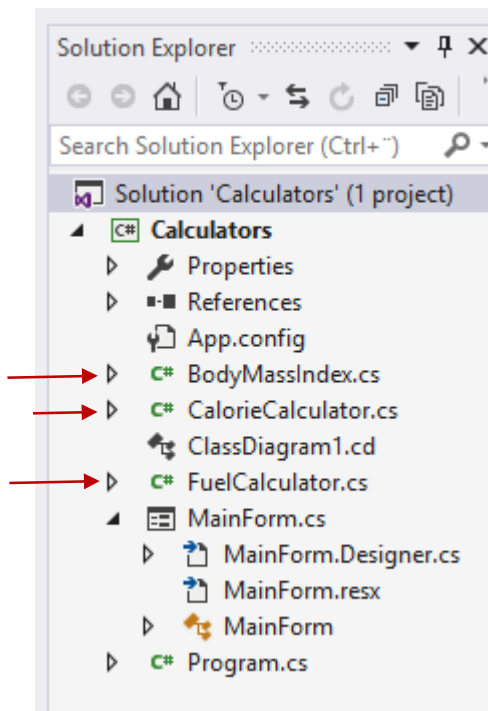 Solution Explorer
Search Solution Explorer (Ctrl+¨)
Solution 'Calculators' (1 project)
C# Calculators
Properties
References
App.config
C# BodyMassIndex.cs
C# CalorieCalculator.cs
ClassDiagram1.cd
C# FuelCalculator.cs
MainForm.cs
MainForm.Designer.cs
MainForm.resx
MainForm
C# Program.cs